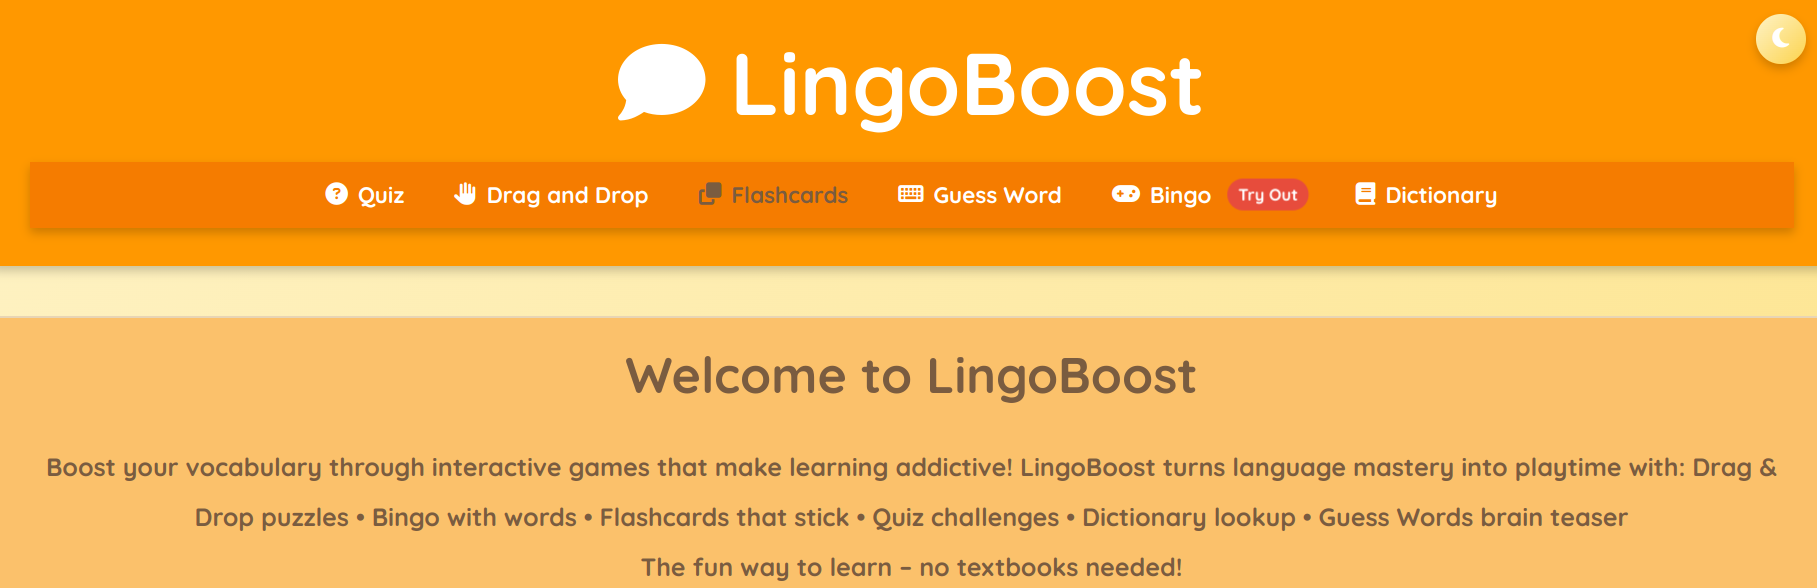 LingoBoost
Quiz Drag and Drop Flashcards Guess Word Bingo Try Out Dictionary
Welcome to LingoBoost
Boost your vocabulary through interactive games that make learning addictive! LingoBoost turns language mastery into playtime with: Drag &
Drop puzzles • Bingo with words • Flashcards that stick • Quiz challenges • Dictionary lookup • Guess Words brain teaser
The fun way to learn – no textbooks needed!